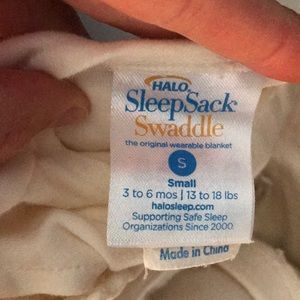 HALO
SleepSack
Swaddle
the original wearable blanket
S
Small
3 to 6 mos | 13 to 18 lbs
halosleep.com
Supporting Safe Sleep
Organizations Since 2000
Made in China